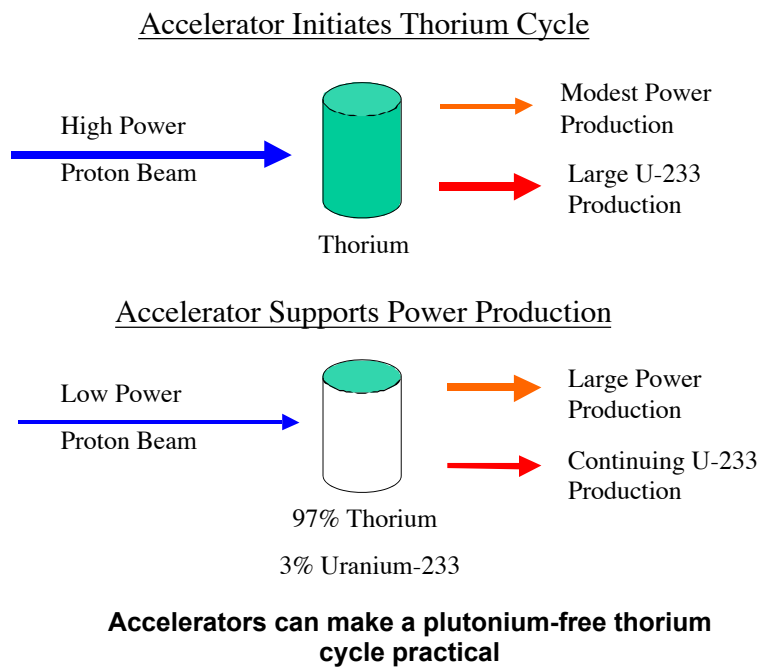 Accelerator Initiates Thorium Cycle
High Power
Proton Beam
Thorium
Modest Power
Production
Large U-233
Production
Accelerator Supports Power Production
Low Power
Proton Beam
97% Thorium
3% Uranium-233
Large Power
Production
Continuing U-233
Production
Accelerators can make a plutonium-free thorium
cycle practical